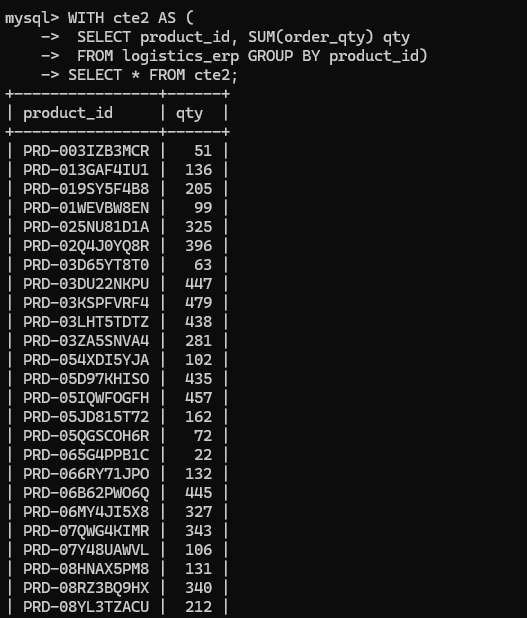 mysql> WITH cte2 AS (
    ->  SELECT product_id, SUM(order_qty) qty
    ->  FROM logistics_erp GROUP BY product_id)
    -> SELECT * FROM cte2;
+----------------+------+
| product_id     | qty  |
+----------------+------+
| PRD-003IZB3MCR |   51 |
| PRD-013GAF4IU1 |  136 |
| PRD-019SY5F4B8 |  205 |
| PRD-01WEVBW8EN |   99 |
| PRD-025NU81D1A |  325 |
| PRD-02Q4J0YQ8R |  396 |
| PRD-03D65YT8T0 |   63 |
| PRD-03DU22NKPU |  447 |
| PRD-03KSPFVRF4 |  479 |
| PRD-03LHT5TDTZ |  438 |
| PRD-03ZA5SNVA4 |  281 |
| PRD-054XDI5YJA |  102 |
| PRD-05D97KHISO |  435 |
| PRD-05IQWFOGFH |  457 |
| PRD-05JD815T72 |  162 |
| PRD-05QGSCOH6R |   72 |
| PRD-065G4PPB1C |   22 |
| PRD-066RY71JPO |  132 |
| PRD-06B62PWO6Q |  445 |
| PRD-06MY4JI5X8 |  327 |
| PRD-07QWG4KIMR |  343 |
| PRD-07Y48UAWVL |  106 |
| PRD-08HNAX5PM8 |  131 |
| PRD-08RZ3BQ9HX |  340 |
| PRD-08YL3TZACU |  212 |